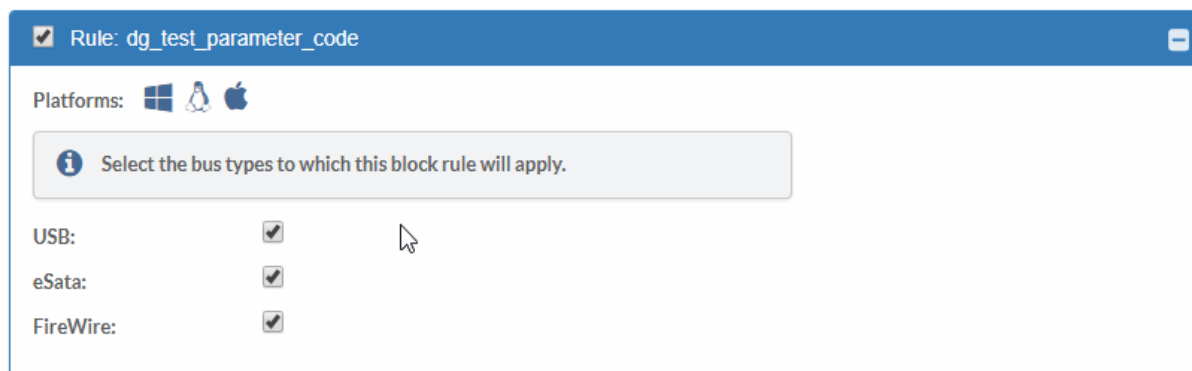 Rule: dg_test_parameter_code
Platforms:
Select the bus types to which this block rule will apply.
USB:
eSata:
FireWire: